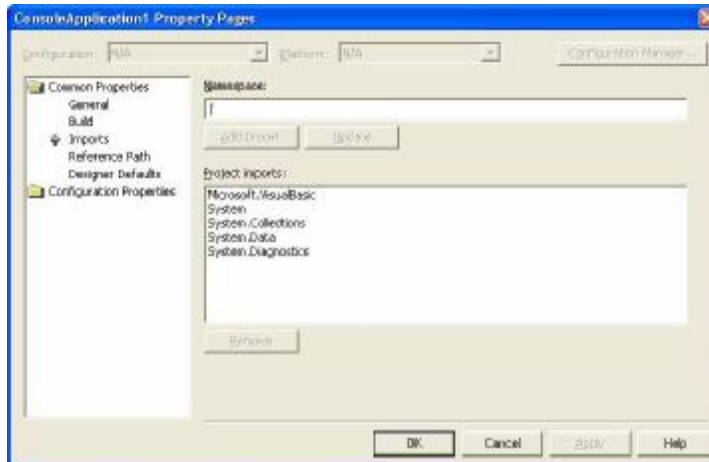 ConsoleApplication1 Property Pages
Configuration: N/A Platform: N/A Configuration Manager...
Common Properties
General
Build
Imports
Reference Path
Designer Defaults
Configuration Properties
Namespace:
Add Import Update
Project imports:
Microsoft.VisualBasic
System
System.Collections
System.Data
System.Diagnostics
Remove
OK Cancel Apply Help